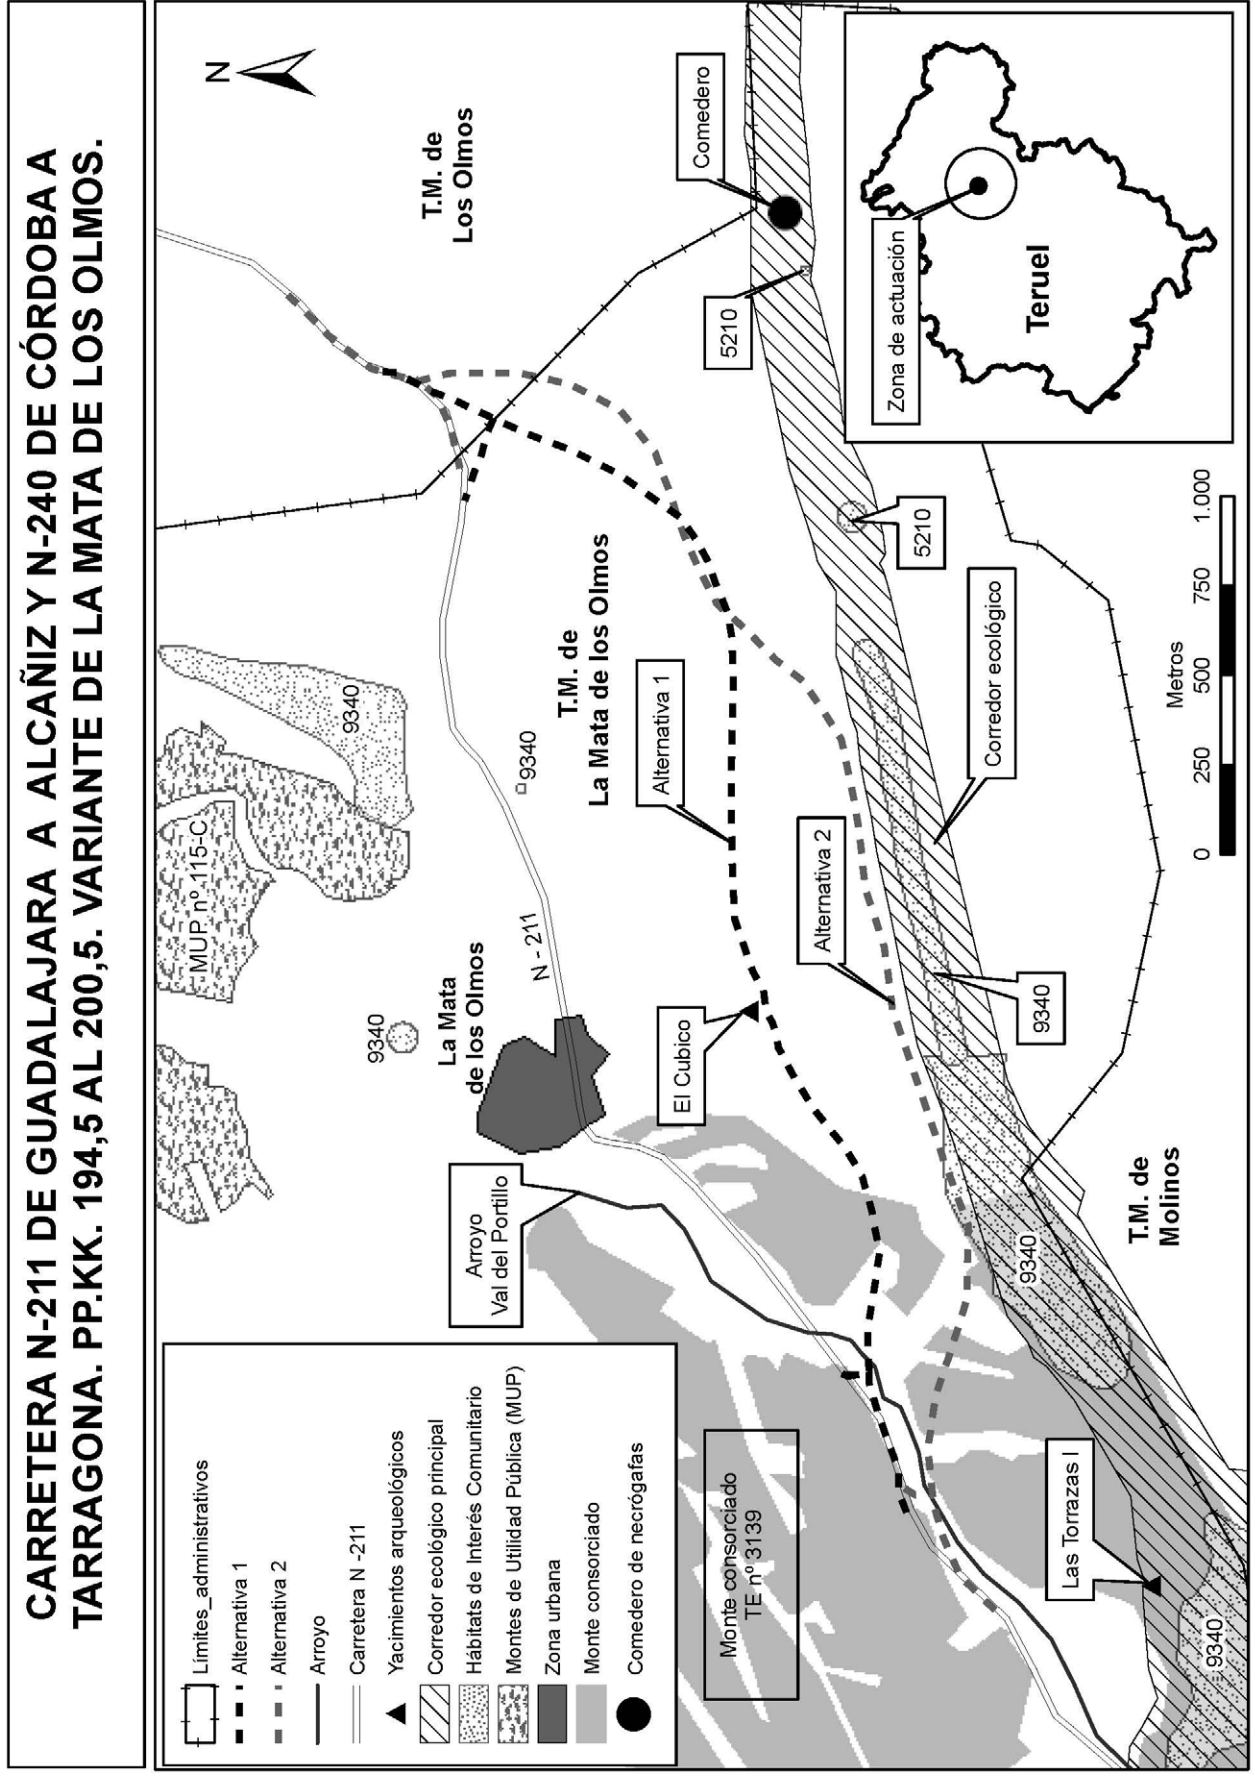 CARRETERA N-211 DE GUADALAJARA A ALCAÑIZ Y N-240 DE CÓRDOBA A
TARRAGONA. PP.KK. 194,5 AL 200,5. VARIANTE DE LA MATA DE LOS OLMOS.
N
T.M. de
Los Olmos
Comedero
5210
MUP nº 115-C
9340
9340
9340
La Mata
de los Olmos
N - 211
T.M. de
La Mata de los Olmos
Alternativa 1
Alternativa 2
El Cubico
Arroyo
Val del Portillo
5210
Corredor ecológico
9340
9340
T.M. de
Molinos
Monte consorciado
TE nº 3139
Las Torrazas I
9340
Límites_administrativos
Alternativa 1
Alternativa 2
Arroyo
Carretera N -211
Yacimientos arqueológicos
Corredor ecológico principal
Hábitats de Interés Comunitario
Montes de Utilidad Pública (MUP)
Zona urbana
Monte consorciado
Comedero de necrógafas
Metros
0 250 500 750 1.000
Zona de actuación
Teruel